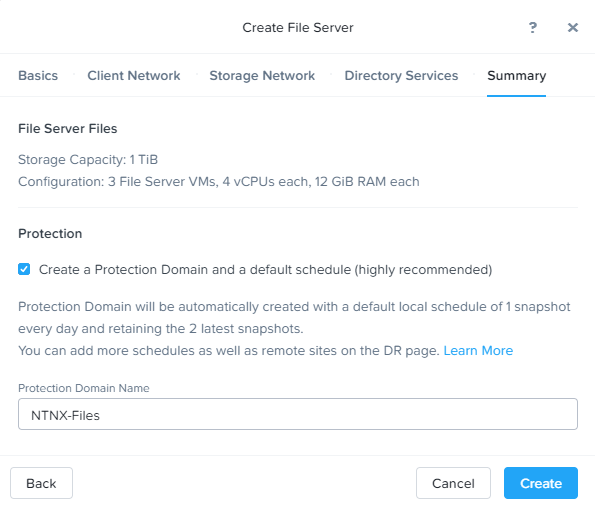 Create File Server
? ×
Basics Client Network Storage Network Directory Services Summary
File Server Files
Storage Capacity: 1 TiB
Configuration: 3 File Server VMs, 4 vCPUs each, 12 GiB RAM each
Protection
Create a Protection Domain and a default schedule (highly recommended)
Protection Domain will be automatically created with a default local schedule of 1 snapshot
every day and retaining the 2 latest snapshots.
You can add more schedules as well as remote sites on the DR page. Learn More
Protection Domain Name
NTNX-Files
Back Cancel Create